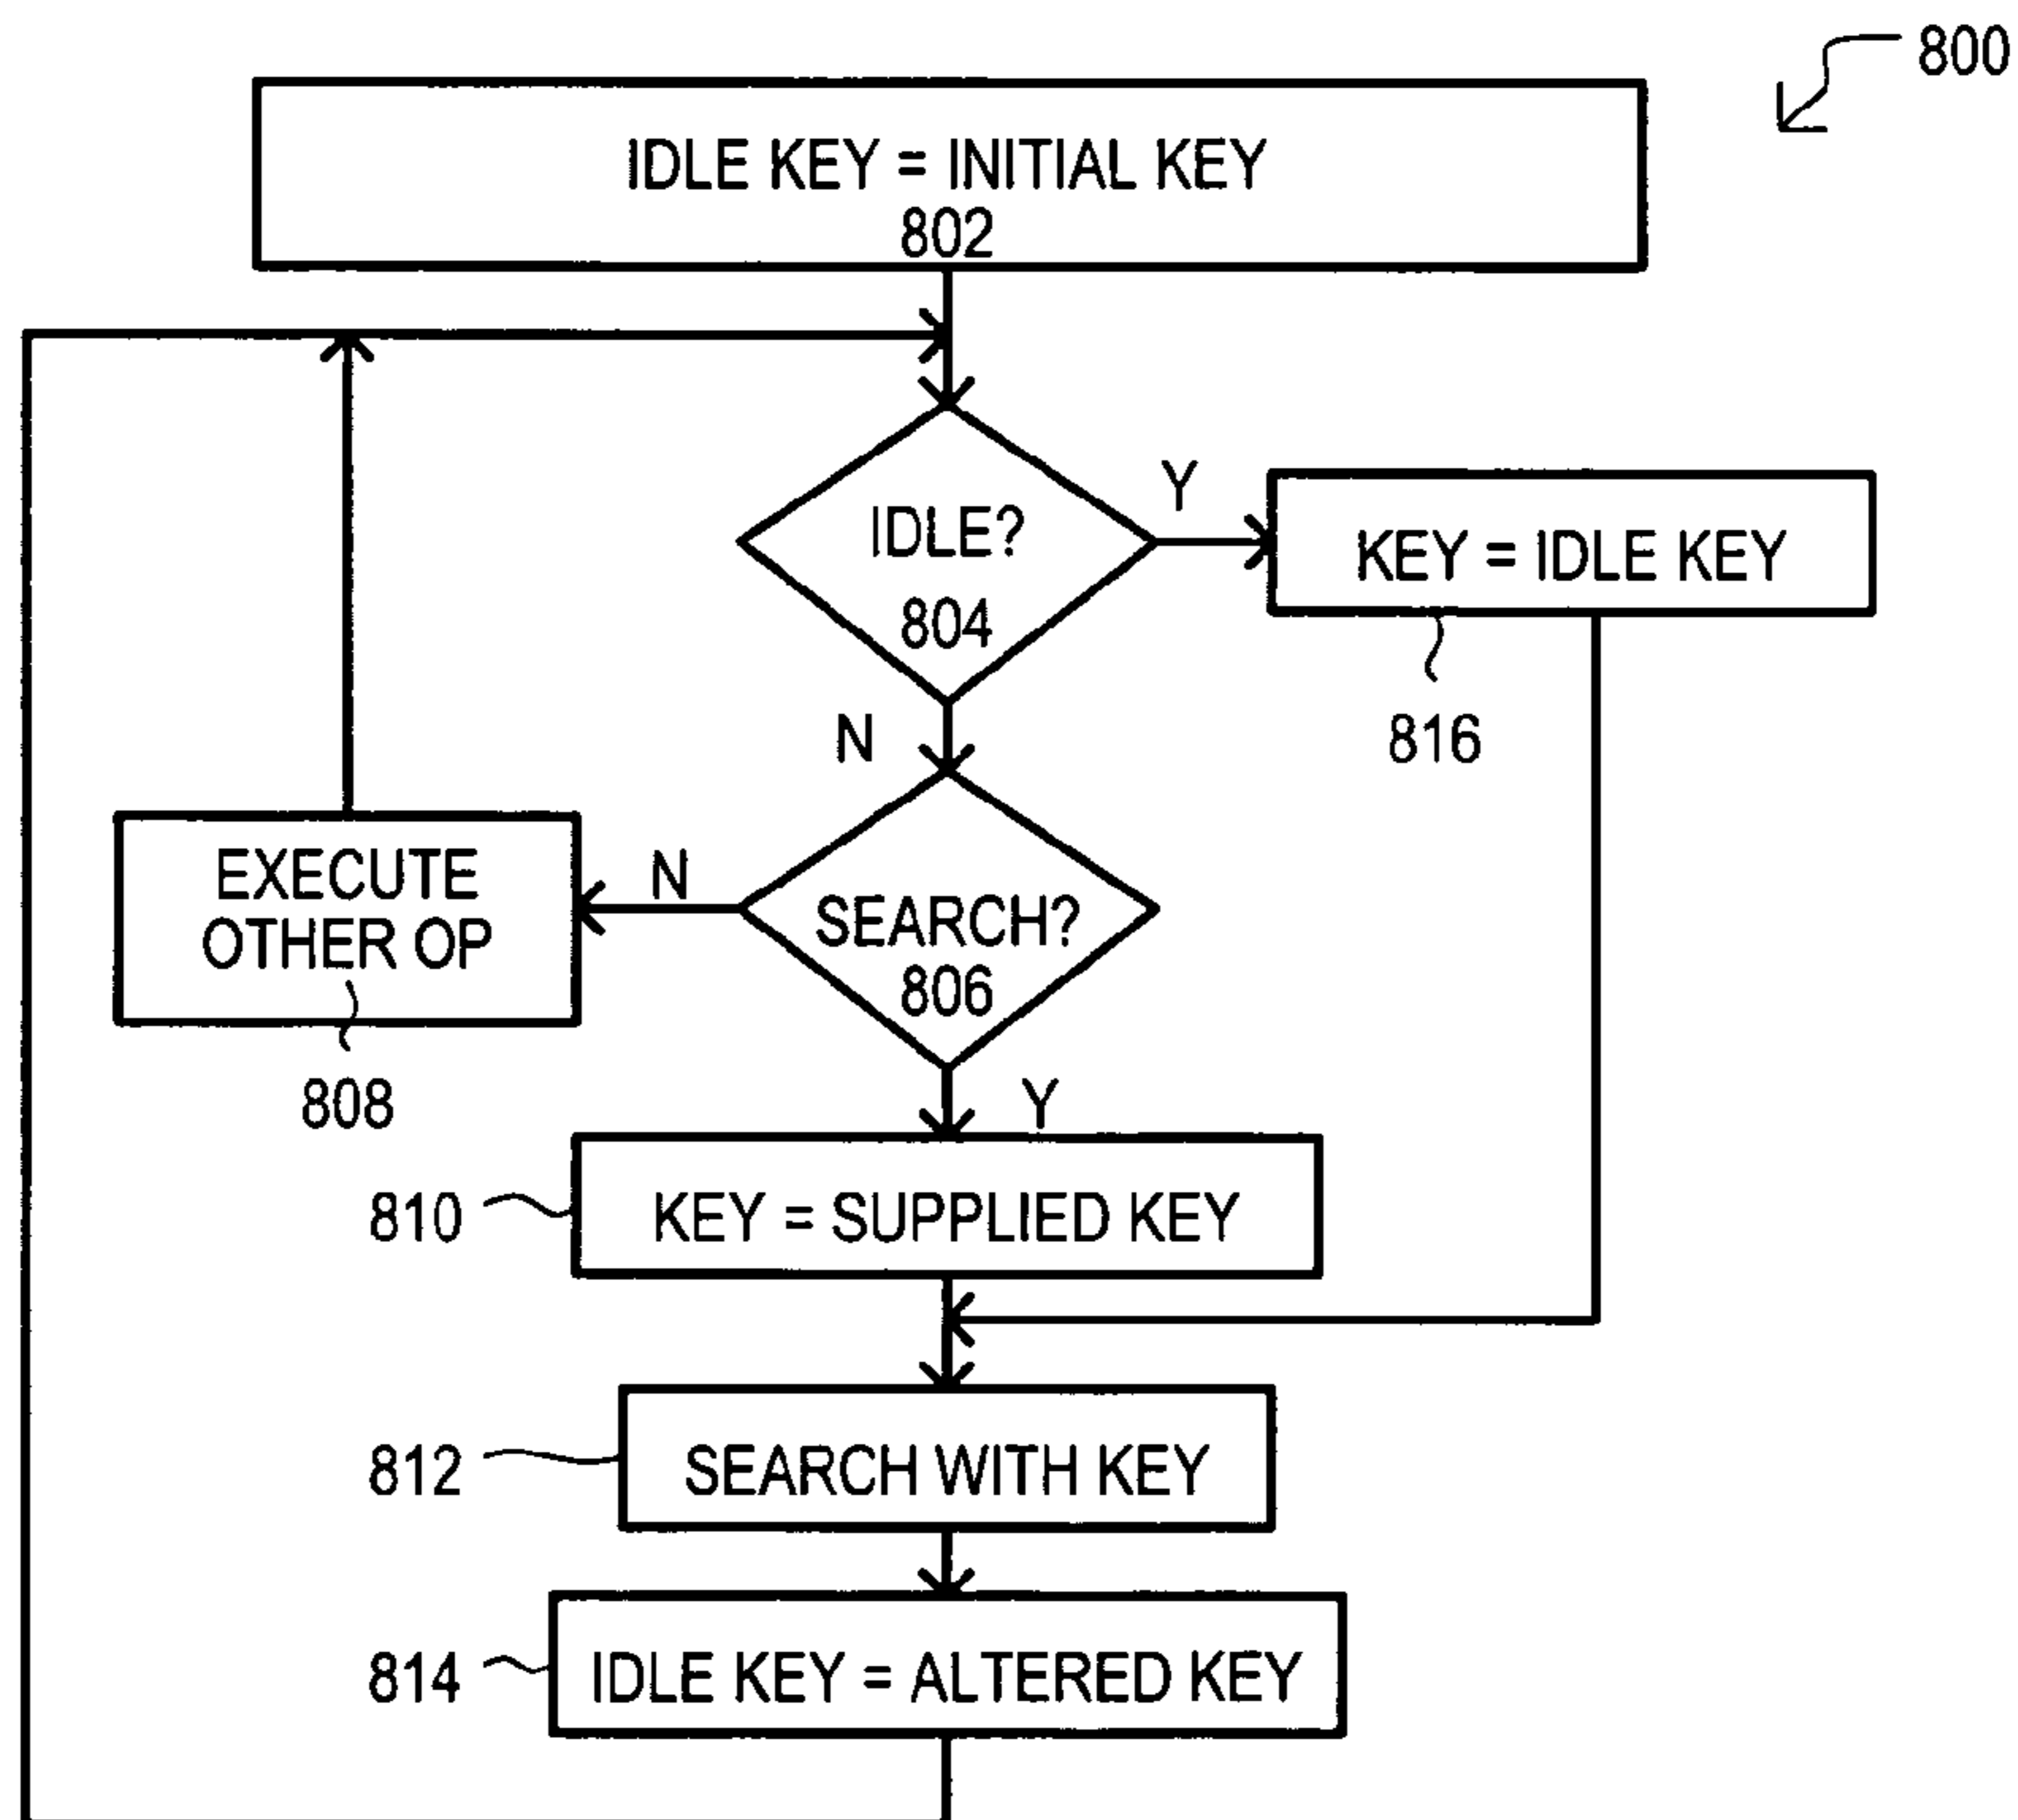 800
IDLE KEY = INITIAL KEY
802
IDLE?
804
Y
KEY = IDLE KEY
816
N
SEARCH?
806
N
EXECUTE
OTHER OP
808
Y
810
KEY = SUPPLIED KEY
812
SEARCH WITH KEY
814
IDLE KEY = ALTERED KEY